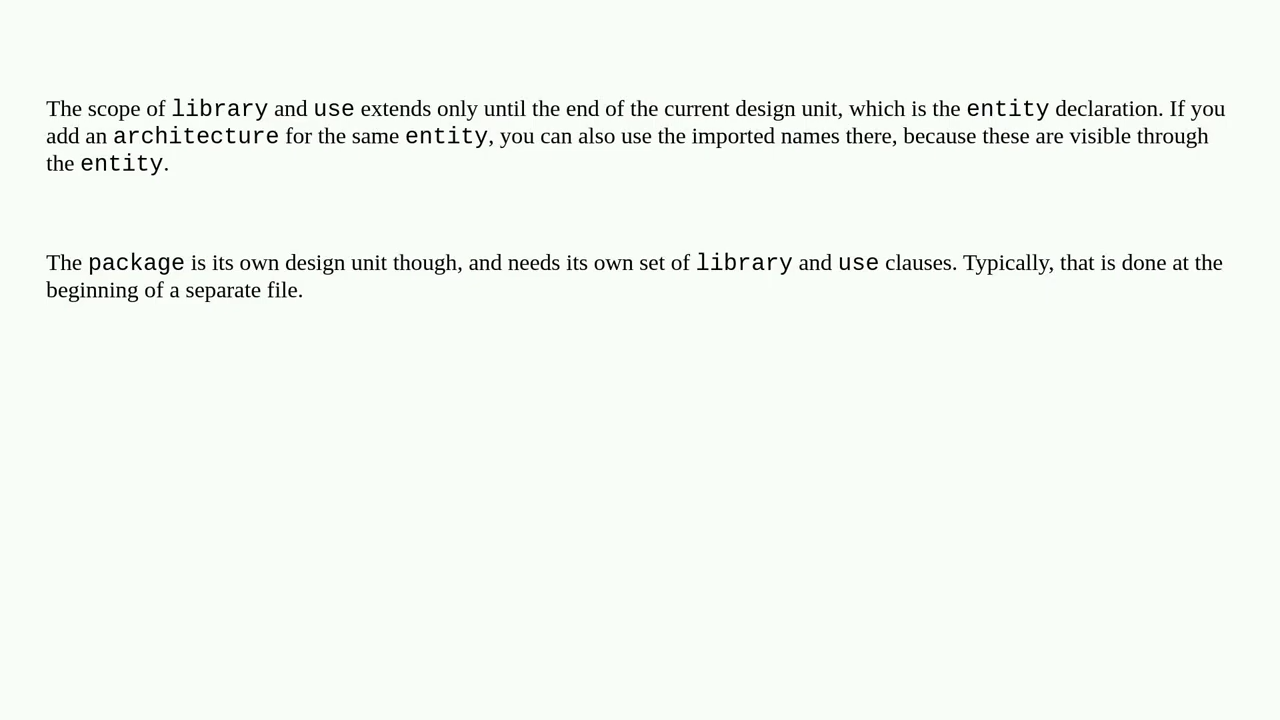 The scope of library and use extends only until the end of the current design unit, which is the entity declaration. If you
add an architecture for the same entity, you can also use the imported names there, because these are visible through
the entity.
The package is its own design unit though, and needs its own set of library and use clauses. Typically, that is done at the
beginning of a separate file.